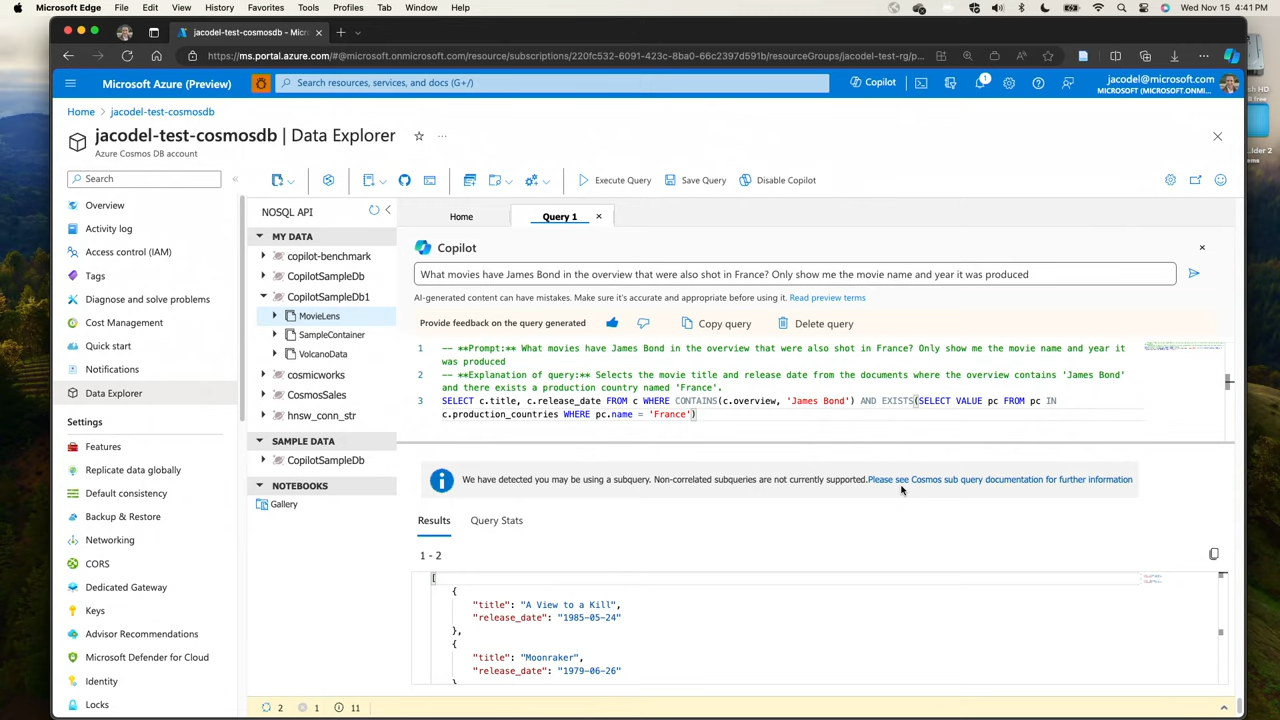 Microsoft Edge File Edit View History Favorites Tools Profiles Tab Window Help Wed Nov 15 4:41 PM
jacodel-test-cosmosdb - Micro
https://ms.portal.azure.com/#@microsoft.onmicrosoft.com/resource/subscriptions/220fc532-6091-423c-8ba0-66c2397d591b/resourceGroups/jacodel-test-rg/p...
Microsoft Azure (Preview)
Search resources, services, and docs (G+/)
Copilot
1
jacodel@microsoft.com
MICROSOFT (MICROSOFT.ONMI...
Home
jacodel-test-cosmosdb
jacodel-test-cosmosdb | Data Explorer
Azure Cosmos DB account
Search
Overview
Activity log
Access control (IAM)
Tags
Diagnose and solve problems
Cost Management
Quick start
Notifications
Data Explorer
Settings
Features
Replicate data globally
Default consistency
Backup & Restore
Networking
CORS
Dedicated Gateway
Keys
Advisor Recommendations
Microsoft Defender for Cloud
Identity
Locks
Execute Query
Save Query
Disable Copilot
NOSQL API
MY DATA
copilot-benchmark
CopilotSampleDb
CopilotSampleDb1
MovieLens
SampleContainer
VolcanoData
cosmicworks
CosmosSales
hnsw_conn_str
SAMPLE DATA
CopilotSampleDb
NOTEBOOKS
Gallery
Home
Query 1
Copilot
What movies have James Bond in the overview that were also shot in France? Only show me the movie name and year it was produced
AI-generated content can have mistakes. Make sure it's accurate and appropriate before using it. Read preview terms
Provide feedback on the query generated
Copy query
Delete query
1 -- **Prompt:** What movies have James Bond in the overview that were also shot in France? Only show me the movie name and year it
was produced
2 -- **Explanation of query:** Selects the movie title and release date from the documents where the overview contains 'James Bond'
and there exists a production country named 'France'.
3 SELECT c.title, c.release_date FROM c WHERE CONTAINS(c.overview, 'James Bond') AND EXISTS(SELECT VALUE pc FROM pc IN
c.production_countries WHERE pc.name = 'France')
We have detected you may be using a subquery. Non-correlated subqueries are not currently supported.Please see Cosmos sub query documentation for further information
Results
Query Stats
1 - 2
[
{
"title": "A View to a Kill",
"release_date": "1985-05-24"
},
{
"title": "Moonraker",
"release_date": "1979-06-26"
}
2
1
11